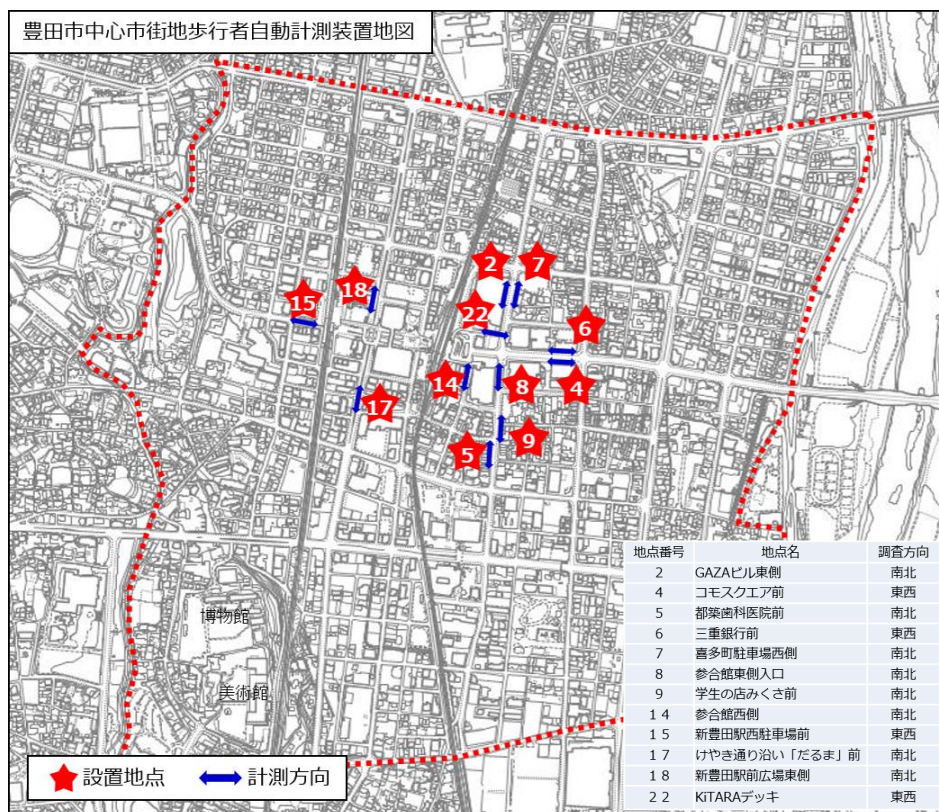 豊田市中心市街地歩行者自動計測装置地図
2
7
18
15
22
6
14
8
4
17
5
9
博物館
美術館
設置地点 計測方向
地点番号 地点名 調査方向
2 GAZAビル東側 南北
4 コモスクエア前 東西
5 都築歯科医院前 南北
6 三重銀行前 東西
7 喜多町駐車場西側 南北
8 参合館東側入口 南北
9 学生の店みくさ前 南北
14 参合館西側 南北
15 新豊田駅西駐車場前 東西
17 けやき通り沿い「だるま」前 南北
18 新豊田駅前広場東側 南北
22 KiTARAデッキ 東西